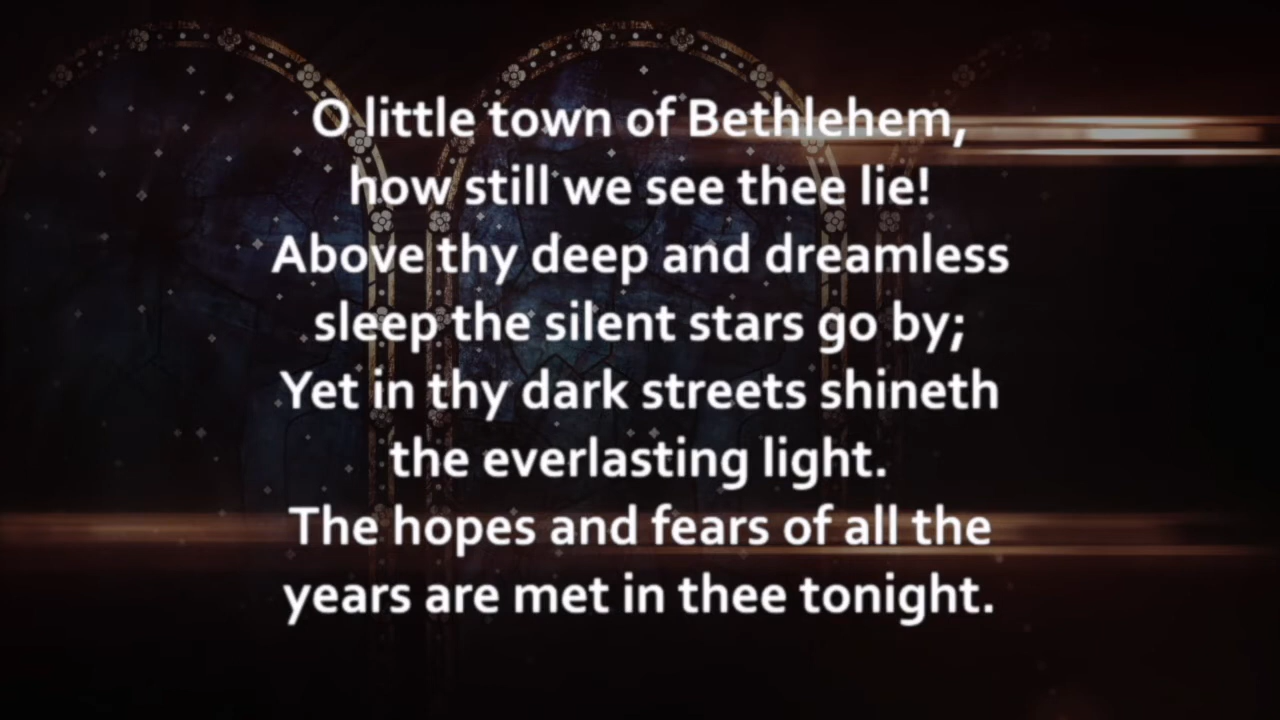 O little town of Bethlehem,
how still we see thee lie!
Above thy deep and dreamless
sleep the silent stars go by;
Yet in thy dark streets shineth
the everlasting light.
The hopes and fears of all the
years are met in thee tonight.